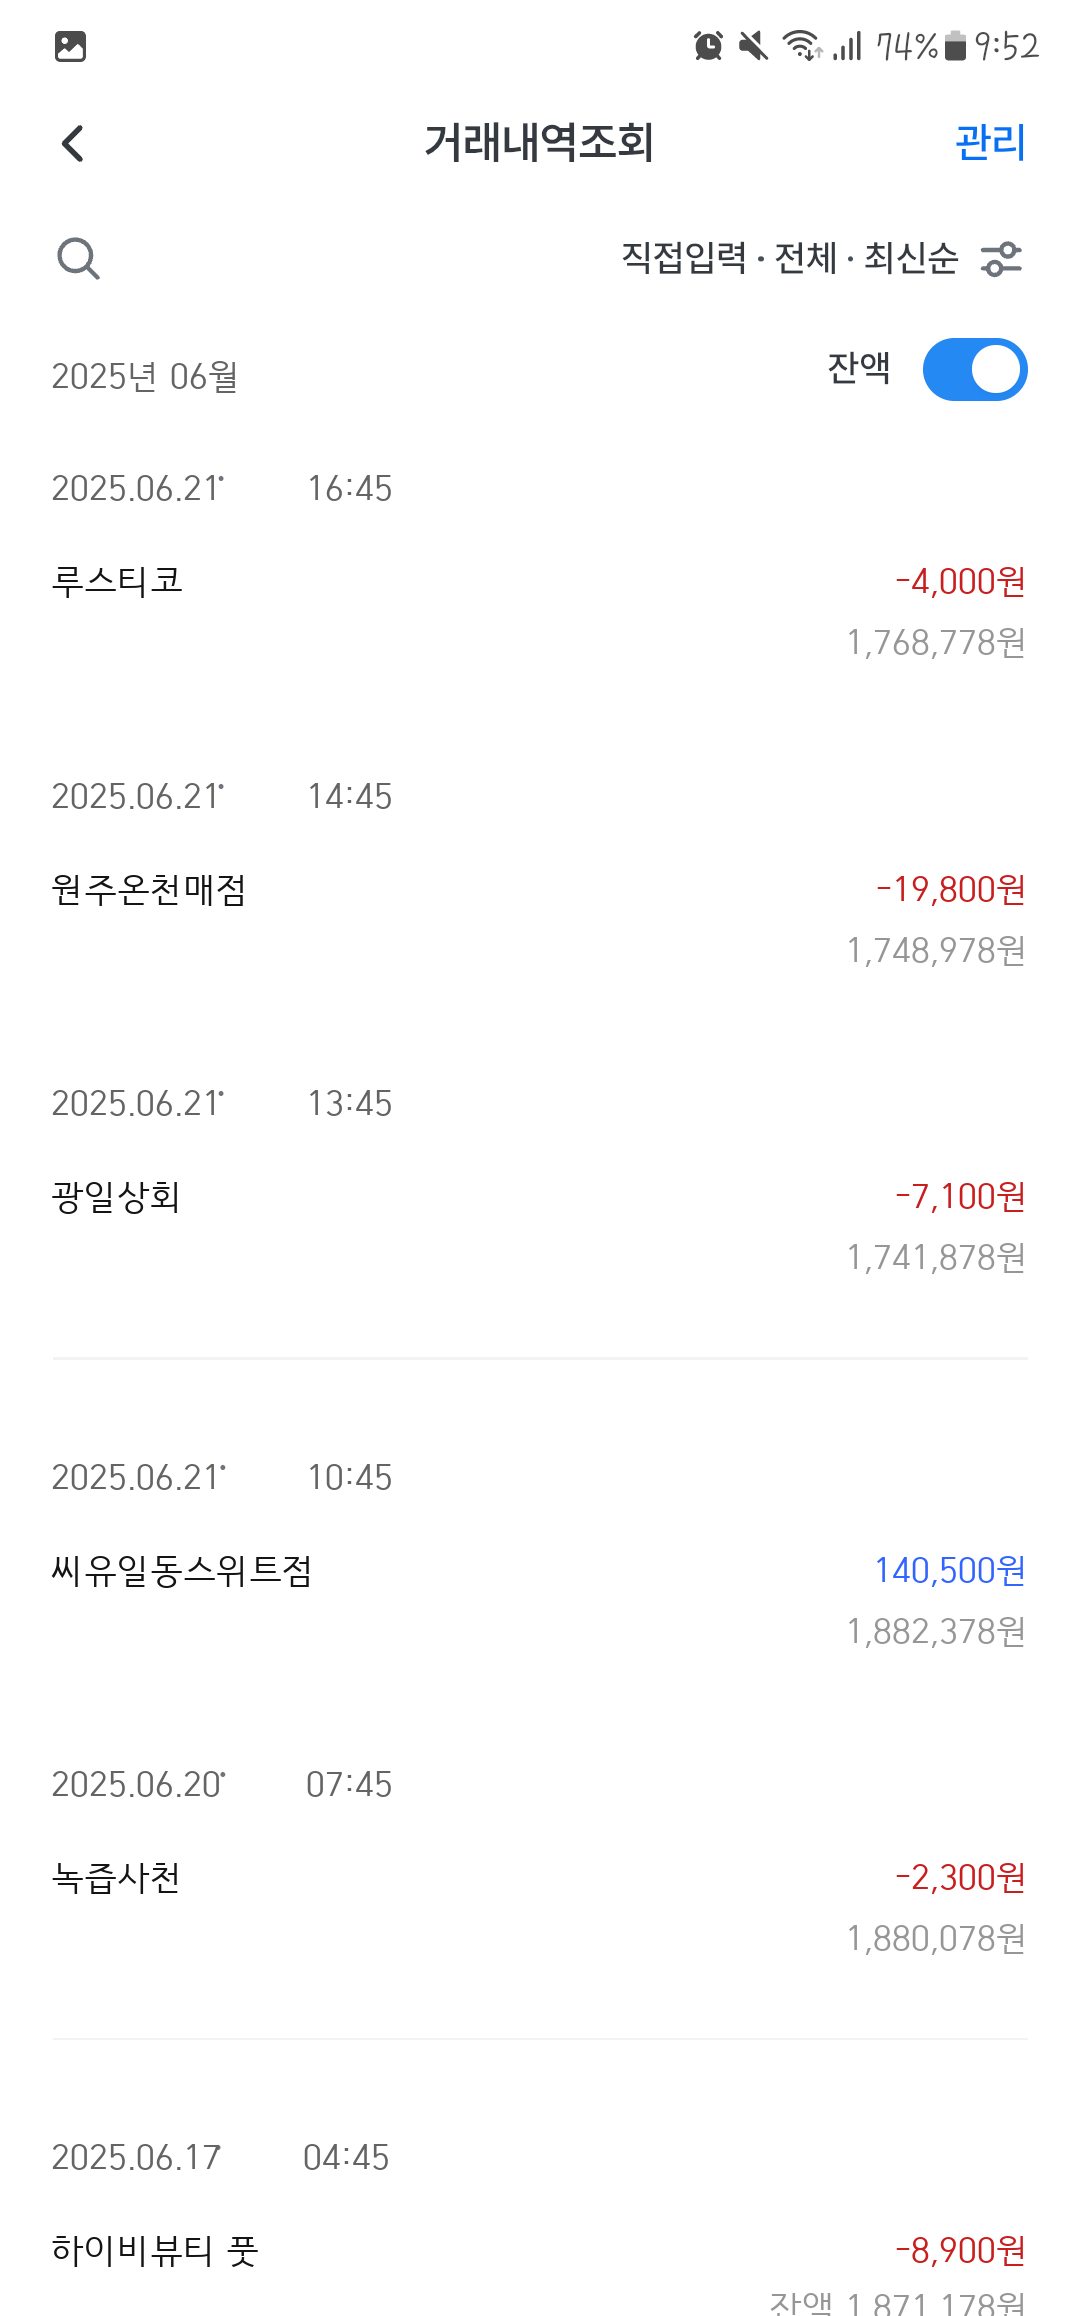 74% 9:52
거래내역조회 관리
직접입력 · 전체 · 최신순
2025년 06월 잔액
2025.06.21· 16:45
루스티코 -4,000원
1,768,778원
2025.06.21· 14:45
원주온천매점 -19,800원
1,748,978원
2025.06.21· 13:45
광일상회 -7,100원
1,741,878원
2025.06.21· 10:45
씨유일동스위트점 140,500원
1,882,378원
2025.06.20· 07:45
녹즙사천 -2,300원
1,880,078원
2025.06.17· 04:45
하이비뷰티 풋 -8,900원
잔액 1,871,178원